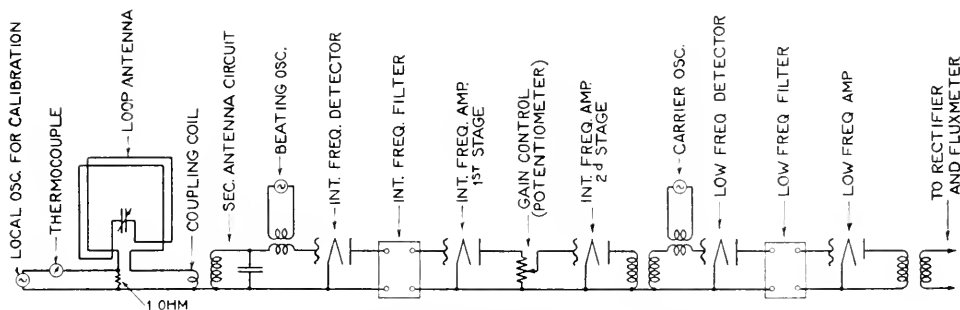 LOCAL OSC. FOR CALIBRATION
THERMOCOUPLE
LOOP ANTENNA
COUPLING COIL
SEC. ANTENNA CIRCUIT
BEATING OSC.
INT. FREQ. DETECTOR
INT. FREQ. FILTER
INT. FREQ. AMP.
1ST STAGE
GAIN CONTROL
(POTENTIOMETER)
INT. FREQ. AMP.
2d STAGE
CARRIER OSC.
LOW FREQ DETECTOR
LOW FREQ FILTER
LOW FREQ AMP
TO RECTIFIER
AND FLUXMETER
1 OHM